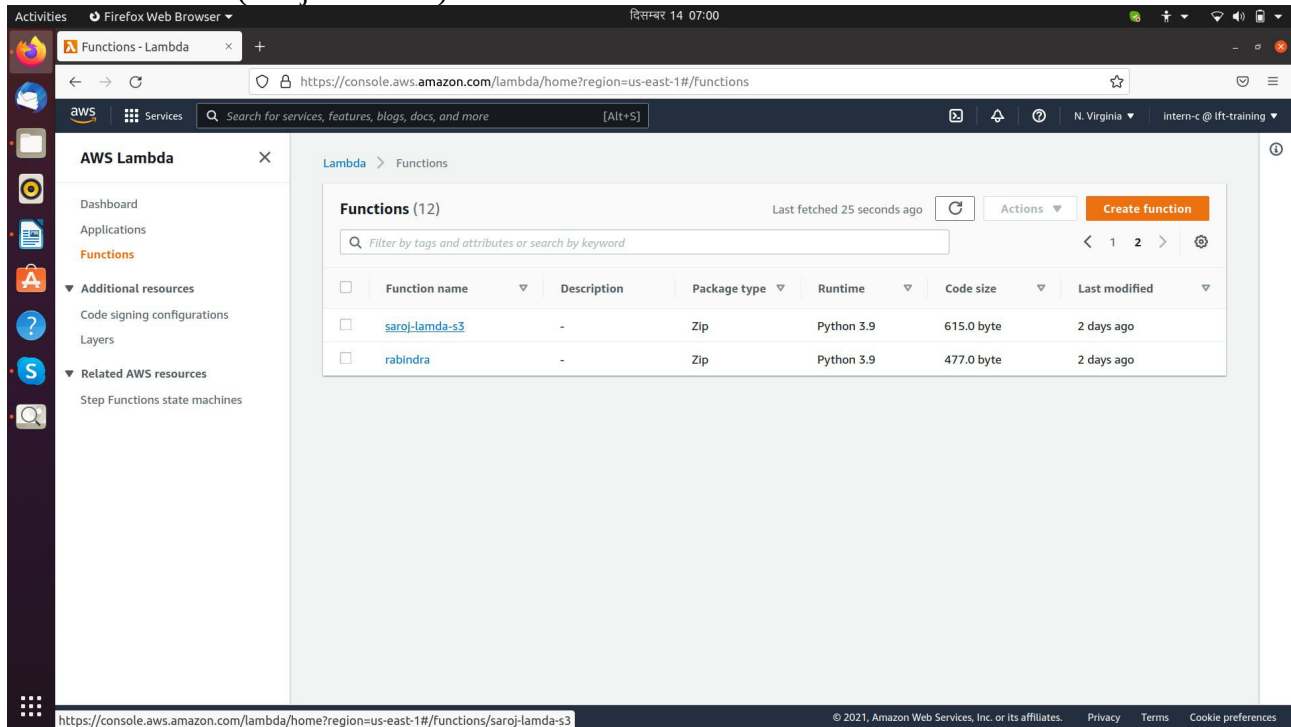 Activities Firefox Web Browser दिसम्बर 14 07:00
Functions - Lambda
https://console.aws.amazon.com/lambda/home?region=us-east-1#/functions
aws Services Search for services, features, blogs, docs, and more [Alt+S] N. Virginia intern-c @ lft-training
AWS Lambda
Dashboard
Applications
Functions
Additional resources
Code signing configurations
Layers
Related AWS resources
Step Functions state machines
Lambda > Functions
Functions (12) Last fetched 25 seconds ago Actions Create function
Filter by tags and attributes or search by keyword 1 2
Function name Description Package type Runtime Code size Last modified
saroj-lamda-s3 - Zip Python 3.9 615.0 byte 2 days ago
rabindra - Zip Python 3.9 477.0 byte 2 days ago
https://console.aws.amazon.com/lambda/home?region=us-east-1#/functions/saroj-lamda-s3 © 2021, Amazon Web Services, Inc. or its affiliates. Privacy Terms Cookie preferences